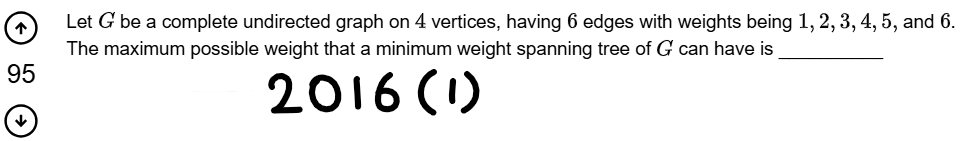 Let G be a complete undirected graph on 4 vertices, having 6 edges with weights being 1, 2, 3, 4, 5, and 6.
The maximum possible weight that a minimum weight spanning tree of G can have is __________
95
2016 (1)